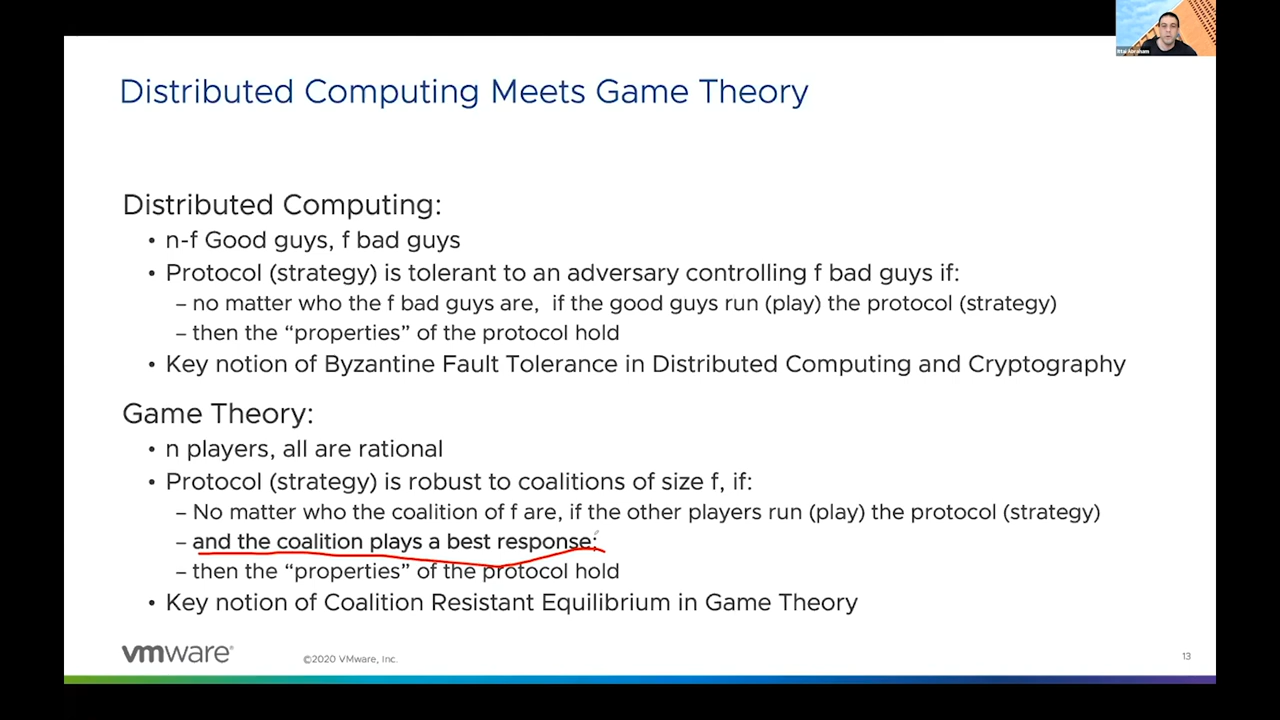 Ittai Abraham
Distributed Computing Meets Game Theory
Distributed Computing:
• n-f Good guys, f bad guys
• Protocol (strategy) is tolerant to an adversary controlling f bad guys if:
– no matter who the f bad guys are, if the good guys run (play) the protocol (strategy)
– then the “properties” of the protocol hold
• Key notion of Byzantine Fault Tolerance in Distributed Computing and Cryptography
Game Theory:
• n players, all are rational
• Protocol (strategy) is robust to coalitions of size f, if:
– No matter who the coalition of f are, if the other players run (play) the protocol (strategy)
– and the coalition plays a best response;
– then the “properties” of the protocol hold
• Key notion of Coalition Resistant Equilibrium in Game Theory
vmware®
©2020 VMware, Inc.
13